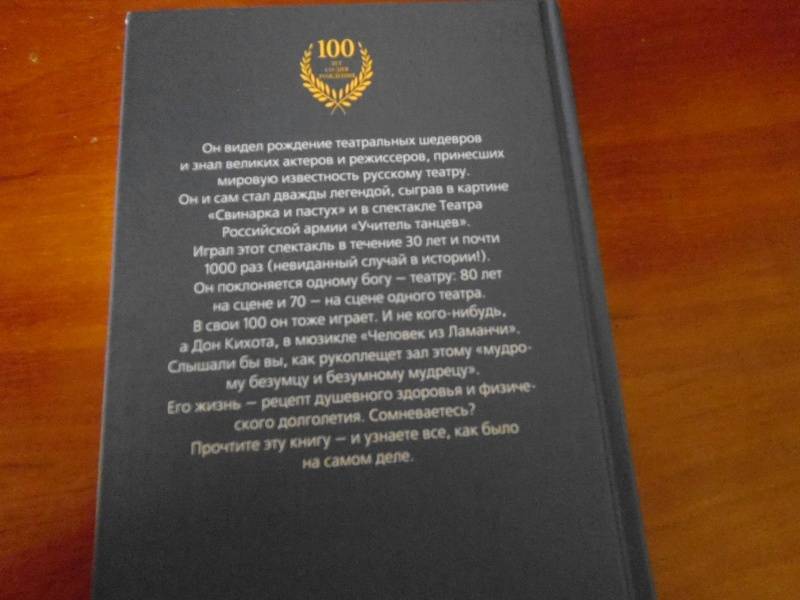 100
ЛЕТ
СО ДНЯ
РОЖДЕНИЯ
Он видел рождение театральных шедевров
и знал великих актеров и режиссеров, принесших
мировую известность русскому театру.
Он и сам стал дважды легендой, сыграв в картине
«Свинарка и пастух» и в спектакле Театра
Российской армии «Учитель танцев».
Играл этот спектакль в течение 30 лет и почти
1000 раз (невиданный случай в истории!).
Он поклоняется одному богу – театру: 80 лет
на сцене и 70 – на сцене одного театра.
В свои 100 он тоже играет. И не кого-нибудь,
а Дон Кихота, в мюзикле «Человек из Ламанчи».
Слышали бы вы, как рукоплещет зал этому «мудро-
му безумцу и безумному мудрецу».
Его жизнь – рецепт душевного здоровья и физиче-
ского долголетия. Сомневаетесь?
Прочтите эту книгу – и узнаете все, как было
на самом деле.